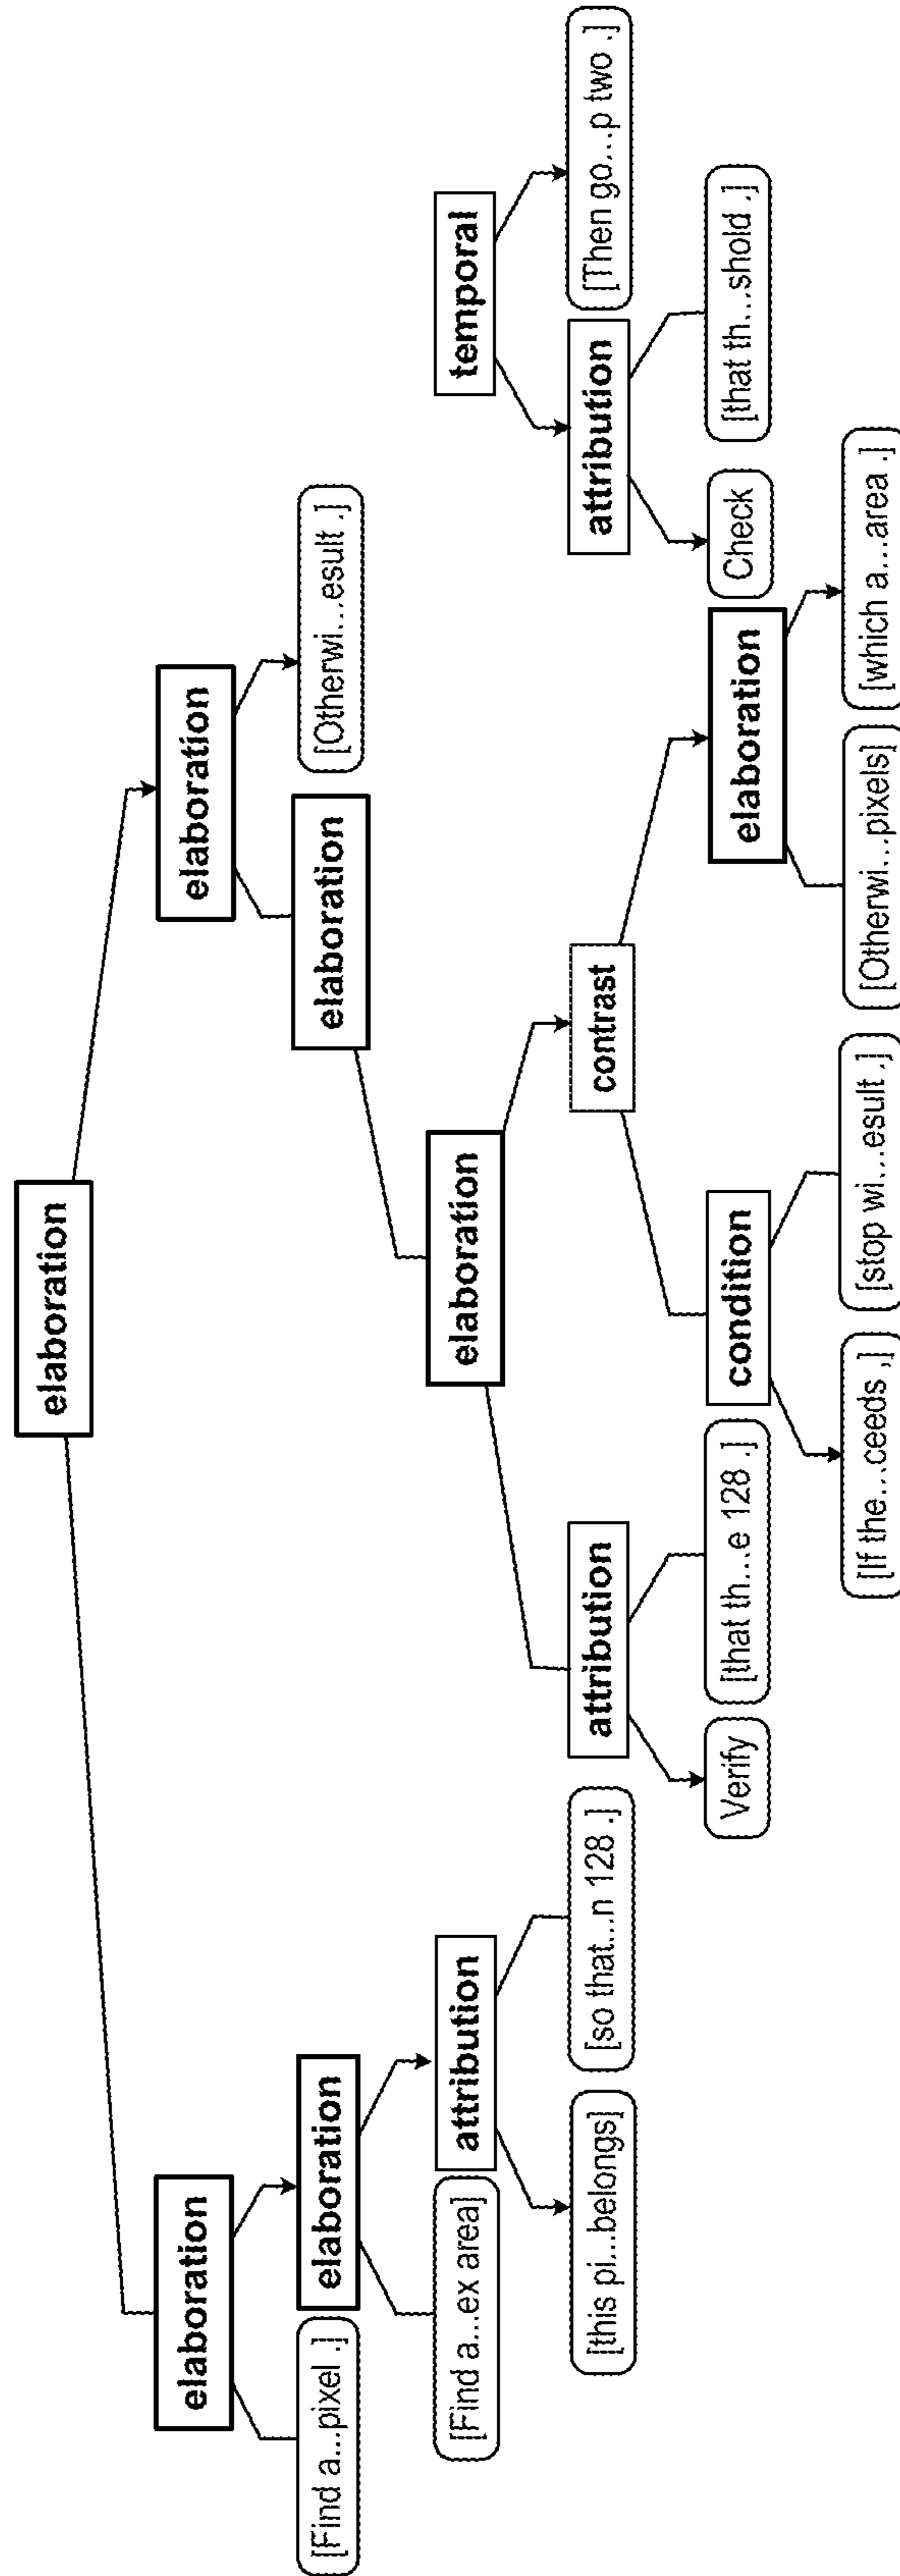 elaboration
elaboration
elaboration
[Find a...pixel .]
elaboration
elaboration
[Otherwi...esult .]
[Find a...ex area]
attribution
elaboration
temporal
[this pi...belongs]
[so that...n 128 .]
attribution
contrast
attribution
[Then go...p two .]
Verify
[that th...e 128 .]
condition
elaboration
Check
[that th...shold .]
[If the...ceeds ,]
[stop wi...esult .]
[Otherwi...pixels]
[which a...area .]